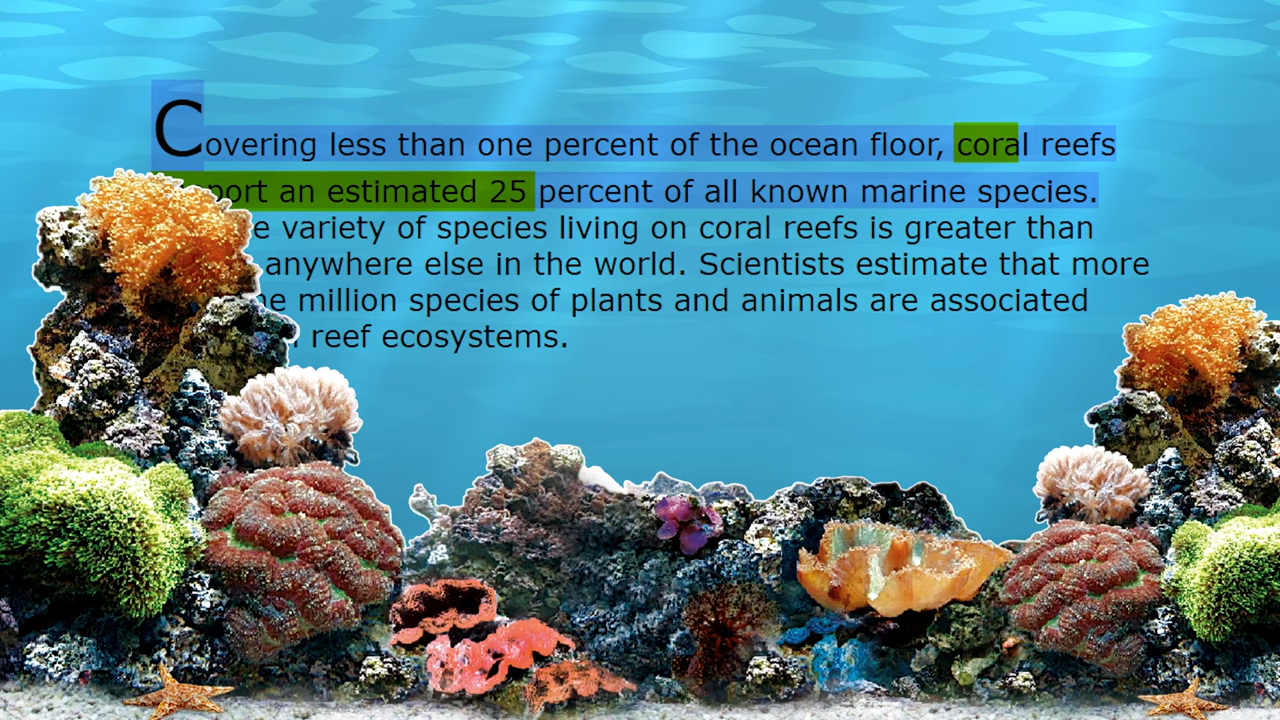 Covering less than one percent of the ocean floor, coral reefs
port an estimated 25 percent of all known marine species.
e variety of species living on coral reefs is greater than
anywhere else in the world. Scientists estimate that more
e million species of plants and animals are associated
reef ecosystems.